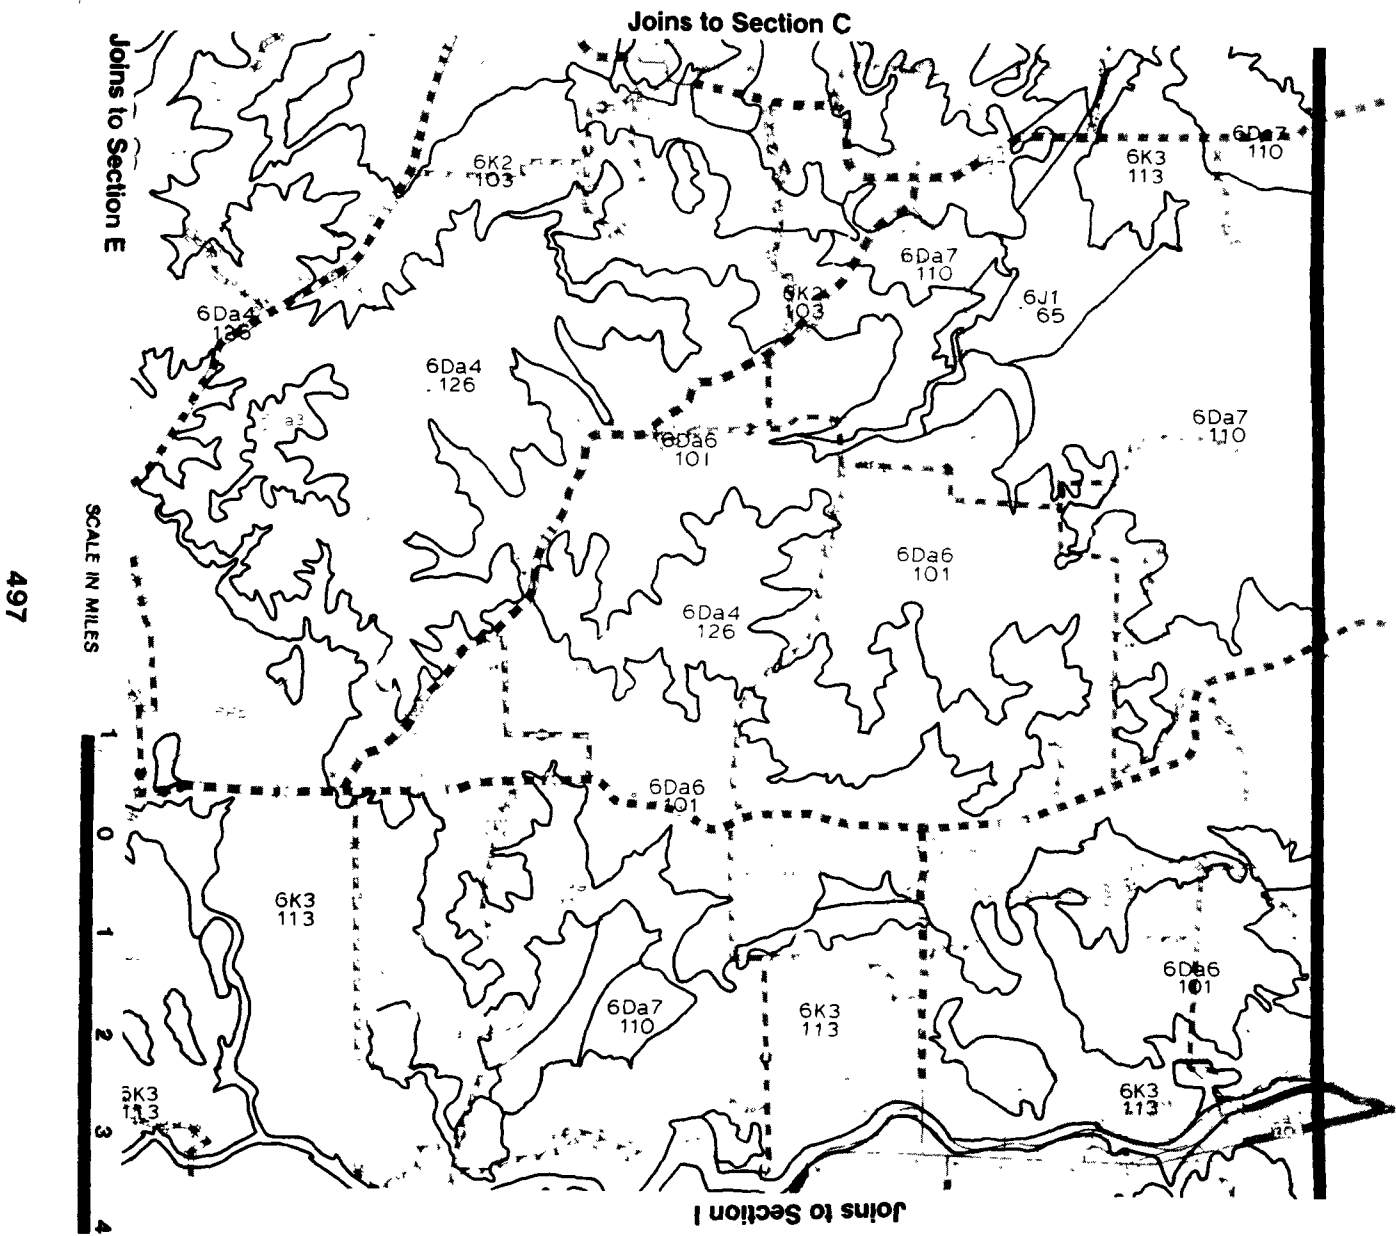 Joins to Section C
Joins to Section E
6K2
103
6K3
113
6Da7
110
6Da7
110
6K2
103
6J1
65
6Da4
126
6Da4
126
6Da7
110
6Da6
101
6Da6
101
6Da4
126
SCALE IN MILES
497
1
0
1
2
3
4
6Da6
101
6K3
113
6Da7
110
6K3
113
6Da6
101
6K3
113
6K3
113
Joins to Section I